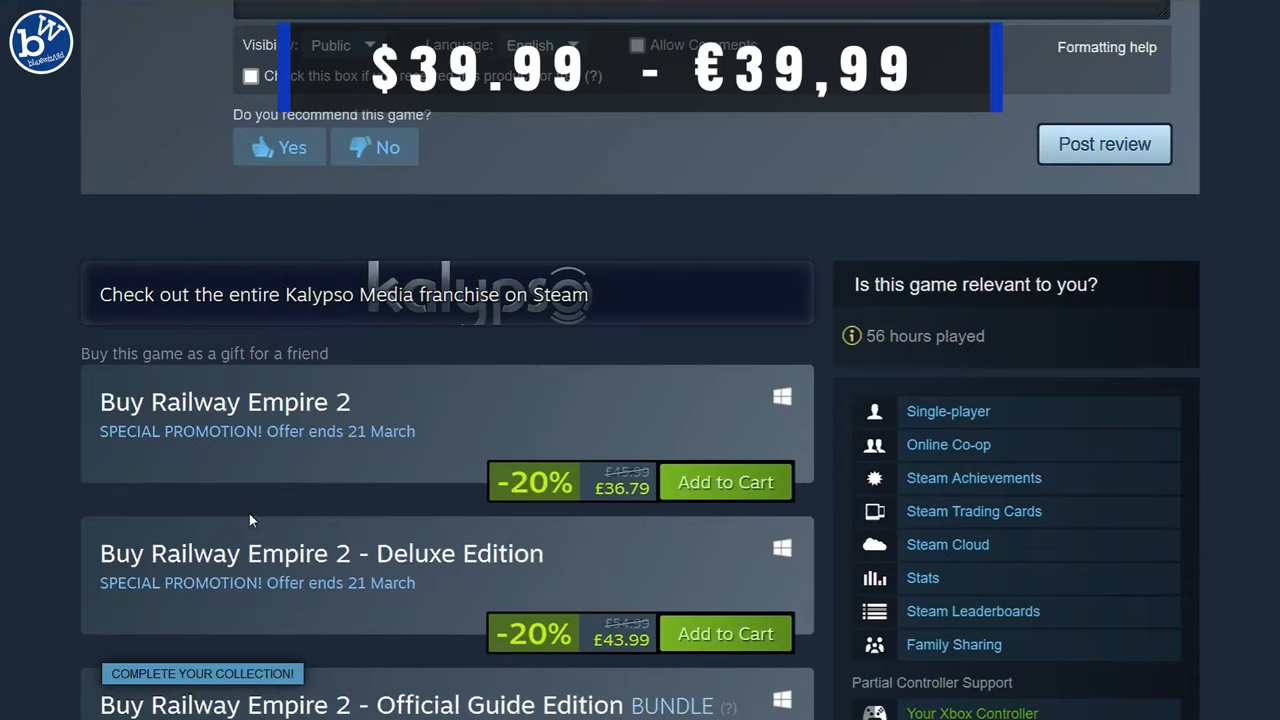 bW
Visibi
Public
Language: English
Allow Comments
Formatting help
$39.99 - €39,99
(?)
Do you recommend this game?
Yes
No
Post review
kalypso
Check out the entire Kalypso Media franchise on Steam
Is this game relevant to you?
56 hours played
Buy this game as a gift for a friend
Buy Railway Empire 2
SPECIAL PROMOTION! Offer ends 21 March
-20%
£45.99
£36.79
Add to Cart
Single-player
Online Co-op
Steam Achievements
Steam Trading Cards
Steam Cloud
Stats
Steam Leaderboards
Family Sharing
Buy Railway Empire 2 - Deluxe Edition
SPECIAL PROMOTION! Offer ends 21 March
-20%
£54.99
£43.99
Add to Cart
COMPLETE YOUR COLLECTION!
Buy Railway Empire 2 - Official Guide Edition BUNDLE (?)
Partial Controller Support
Your Xbox Controller